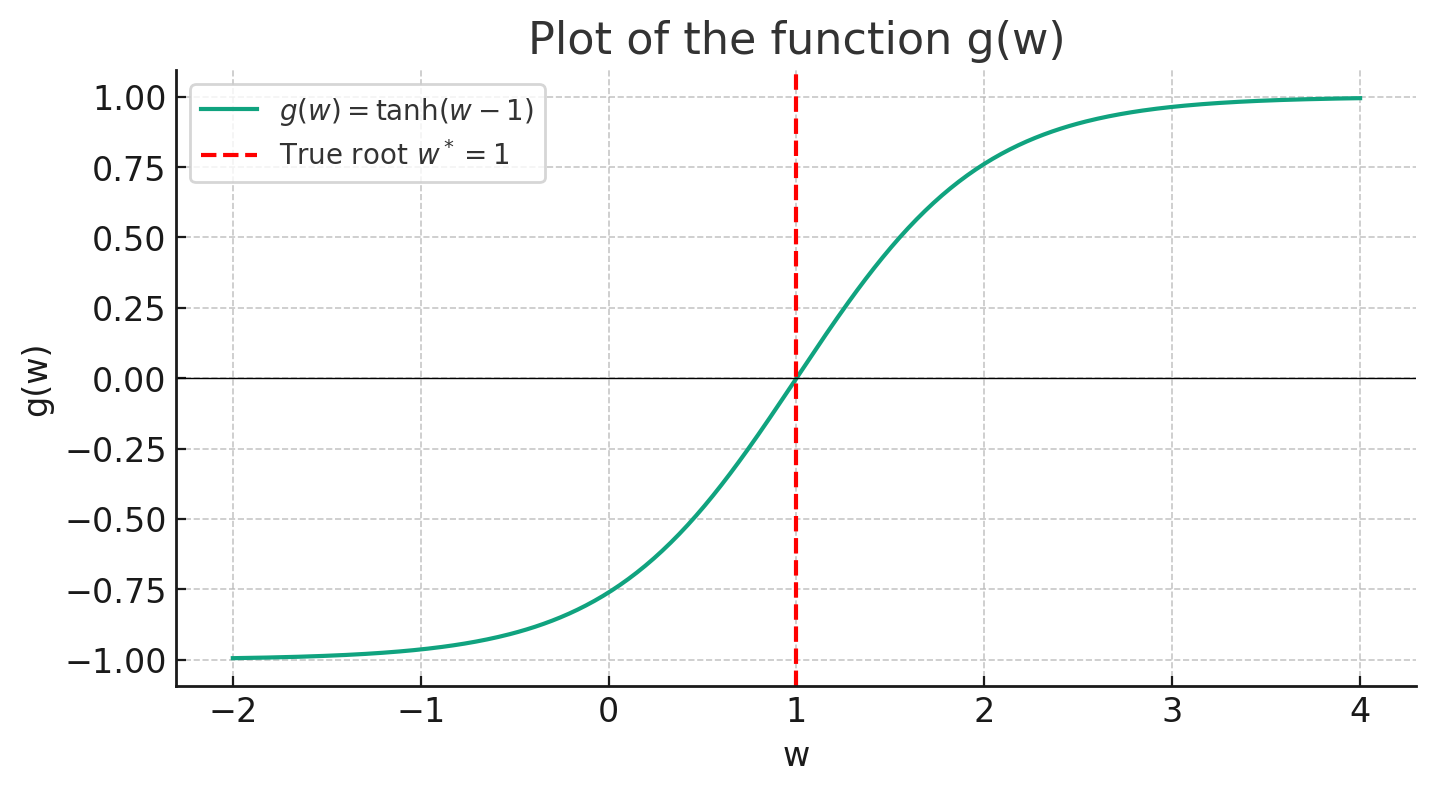 Plot of the function g(w)
g(w) = tanh(w − 1)
True root w* = 1
1.00
0.75
0.50
0.25
0.00
−0.25
−0.50
−0.75
−1.00
g(w)
−2 −1 0 1 2 3 4
w